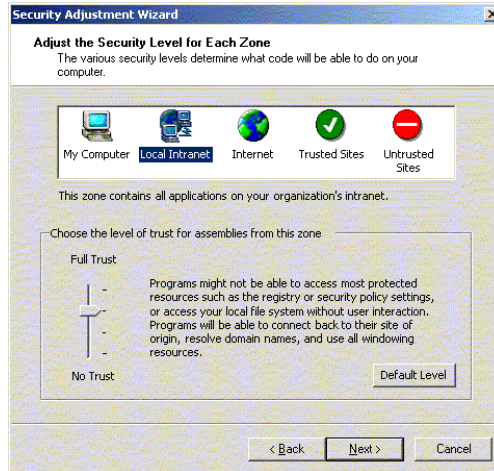 Security Adjustment Wizard
Adjust the Security Level for Each Zone
The various security levels determine what code will be able to do on your
computer.
My Computer Local Intranet Internet Trusted Sites Untrusted
Sites
This zone contains all applications on your organization's intranet.
Choose the level of trust for assemblies from this zone
Full Trust
Programs might not be able to access most protected
resources such as the registry or security policy settings,
or access your local file system without user interaction.
Programs will be able to connect back to their site of
origin, resolve domain names, and use all windowing
resources.
No Trust
Default Level
< Back Next > Cancel